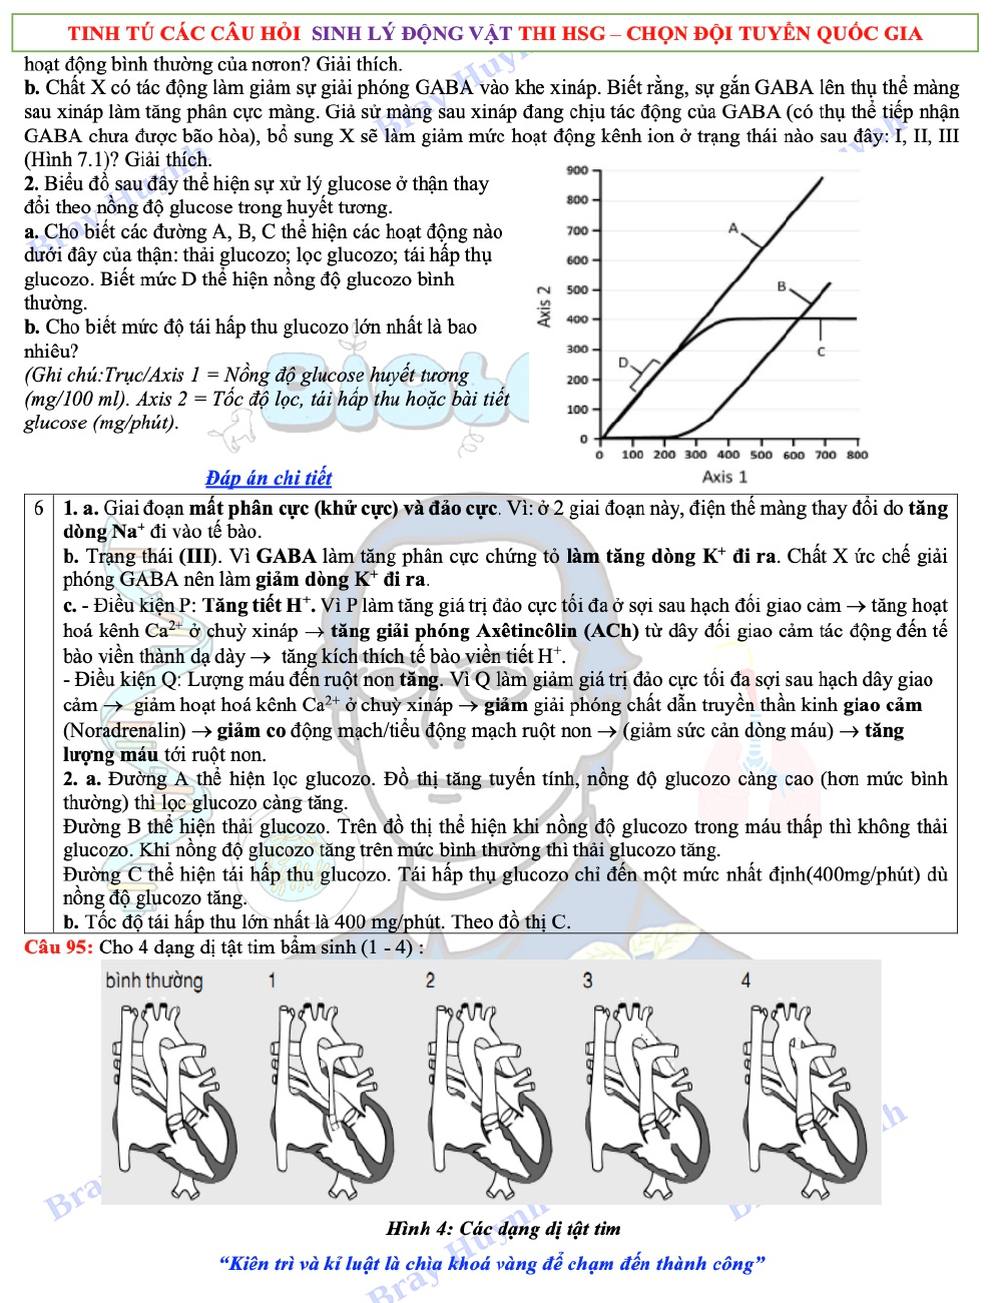 TINH TÚ CÁC CÂU HỎI SINH LÝ ĐỘNG VẬT THI HSG – CHỌN ĐỘI TUYỂN QUỐC GIA
hoạt động bình thường của nơron? Giải thích.
b. Chất X có tác động làm giảm sự giải phóng GABA vào khe xináp. Biết rằng, sự gắn GABA lên thụ thể màng
sau xináp làm tăng phân cực màng. Giả sử màng sau xináp đang chịu tác động của GABA (có thụ thể tiếp nhận
GABA chưa được bão hòa), bổ sung X sẽ làm giảm mức hoạt động kênh ion ở trạng thái nào sau đây: I, II, III
(Hình 7.1)? Giải thích.
2. Biểu đồ sau đây thể hiện sự xử lý glucose ở thận thay
đổi theo nồng độ glucose trong huyết tương.
a. Cho biết các đường A, B, C thể hiện các hoạt động nào
dưới đây của thận: thải glucozo; lọc glucozo; tái hấp thụ
glucozo. Biết mức D thể hiện nồng độ glucozo bình
thường.
b. Cho biết mức độ tái hấp thu glucozo lớn nhất là bao
nhiêu?
(Ghi chú:Trục/Axis 1 = Nồng độ glucose huyết tương
(mg/100 ml). Axis 2 = Tốc độ lọc, tái hấp thu hoặc bài tiết
glucose (mg/phút).
900
800
700
600
500
400
300
200
100
0
Axis 2
A
B
C
D
0 100 200 300 400 500 600 700 800
Axis 1
Đáp án chi tiết
6 1. a. Giai đoạn mất phân cực (khử cực) và đảo cực. Vì: ở 2 giai đoạn này, điện thế màng thay đổi do tăng
dòng Na⁺ đi vào tế bào.
b. Trạng thái (III). Vì GABA làm tăng phân cực chứng tỏ làm tăng dòng K⁺ đi ra. Chất X ức chế giải
phóng GABA nên làm giảm dòng K⁺ đi ra.
c. - Điều kiện P: Tăng tiết H⁺. Vì P làm tăng giá trị đảo cực tối đa ở sợi sau hạch đối giao cảm → tăng hoạt
hoá kênh Ca²⁺ ở chuỳ xináp → tăng giải phóng Axêtincôlin (ACh) từ dây đối giao cảm tác động đến tế
bào viền thành dạ dày → tăng kích thích tế bào viền tiết H⁺.
- Điều kiện Q: Lượng máu đến ruột non tăng. Vì Q làm giảm giá trị đảo cực tối đa sợi sau hạch dây giao
cảm → giảm hoạt hoá kênh Ca²⁺ ở chuỳ xináp → giảm giải phóng chất dẫn truyền thần kinh giao cảm
(Noradrenalin) → giảm co động mạch/tiểu động mạch ruột non → (giảm sức cản dòng máu) → tăng
lượng máu tới ruột non.
2. a. Đường A thể hiện lọc glucozo. Đồ thị tăng tuyến tính, nồng độ glucozo càng cao (hơn mức bình
thường) thì lọc glucozo càng tăng.
Đường B thể hiện thải glucozo. Trên đồ thị thể hiện khi nồng độ glucozo trong máu thấp thì không thải
glucozo. Khi nồng độ glucozo tăng trên mức bình thường thì thải glucozo tăng.
Đường C thể hiện tái hấp thu glucozo. Tái hấp thụ glucozo chỉ đến một mức nhất định(400mg/phút) dù
nồng độ glucozo tăng.
b. Tốc độ tái hấp thu lớn nhất là 400 mg/phút. Theo đồ thị C.
Câu 95: Cho 4 dạng dị tật tim bẩm sinh (1 - 4) :
bình thường 1 2 3 4
Hình 4: Các dạng dị tật tim
“Kiên trì và kỉ luật là chìa khoá vàng để chạm đến thành công”
Bray Huynh